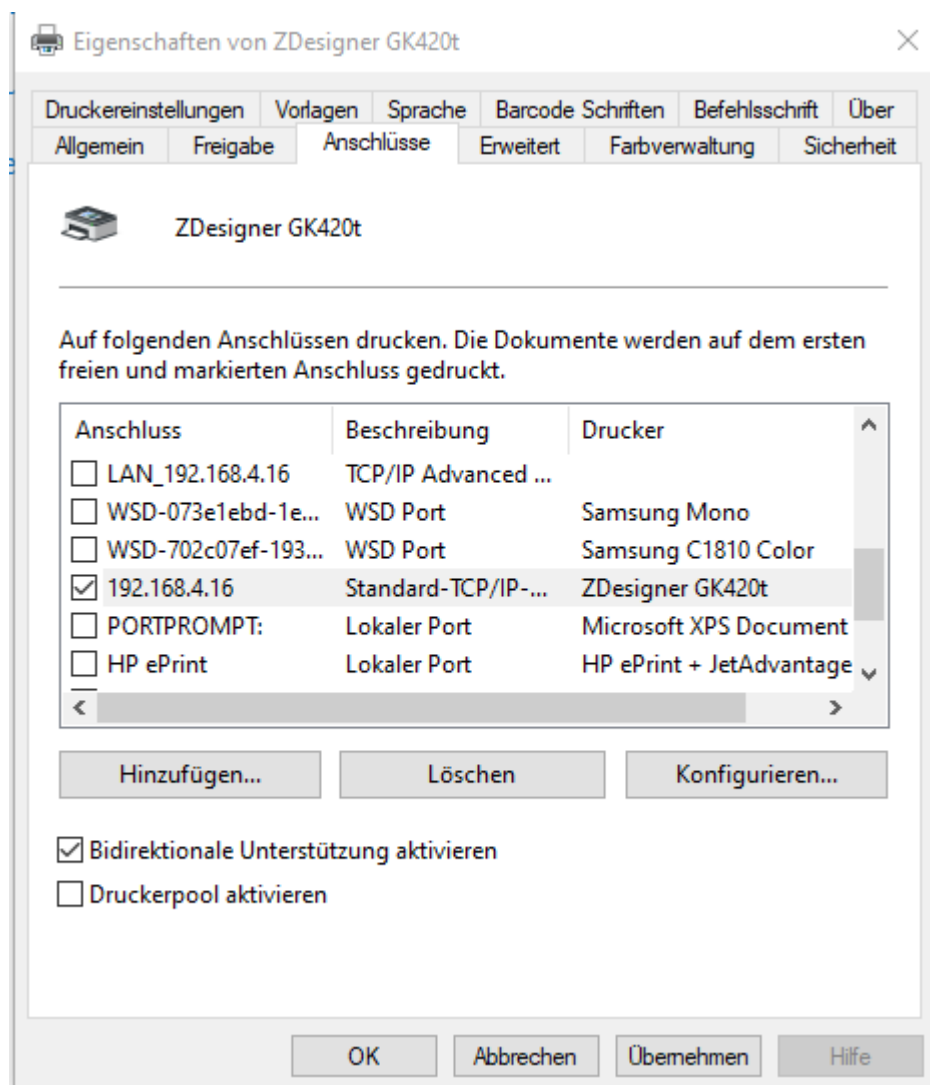 Eigenschaften von ZDesigner GK420t
Druckereinstellungen Vorlagen Sprache Barcode Schriften Befehlsschrift Über
Allgemein Freigabe Anschlüsse Erweitert Farbverwaltung Sicherheit
ZDesigner GK420t
Auf folgenden Anschlüssen drucken. Die Dokumente werden auf dem ersten
freien und markierten Anschluss gedruckt.
Anschluss Beschreibung Drucker
LAN_192.168.4.16 TCP/IP Advanced ...
WSD-073e1ebd-1e... WSD Port Samsung Mono
WSD-702c07ef-193... WSD Port Samsung C1810 Color
192.168.4.16 Standard-TCP/IP-... ZDesigner GK420t
PORTPROMPT: Lokaler Port Microsoft XPS Document
HP ePrint Lokaler Port HP ePrint + JetAdvantage
Hinzufügen... Löschen Konfigurieren...
Bidirektionale Unterstützung aktivieren
Druckerpool aktivieren
OK Abbrechen Übernehmen Hilfe